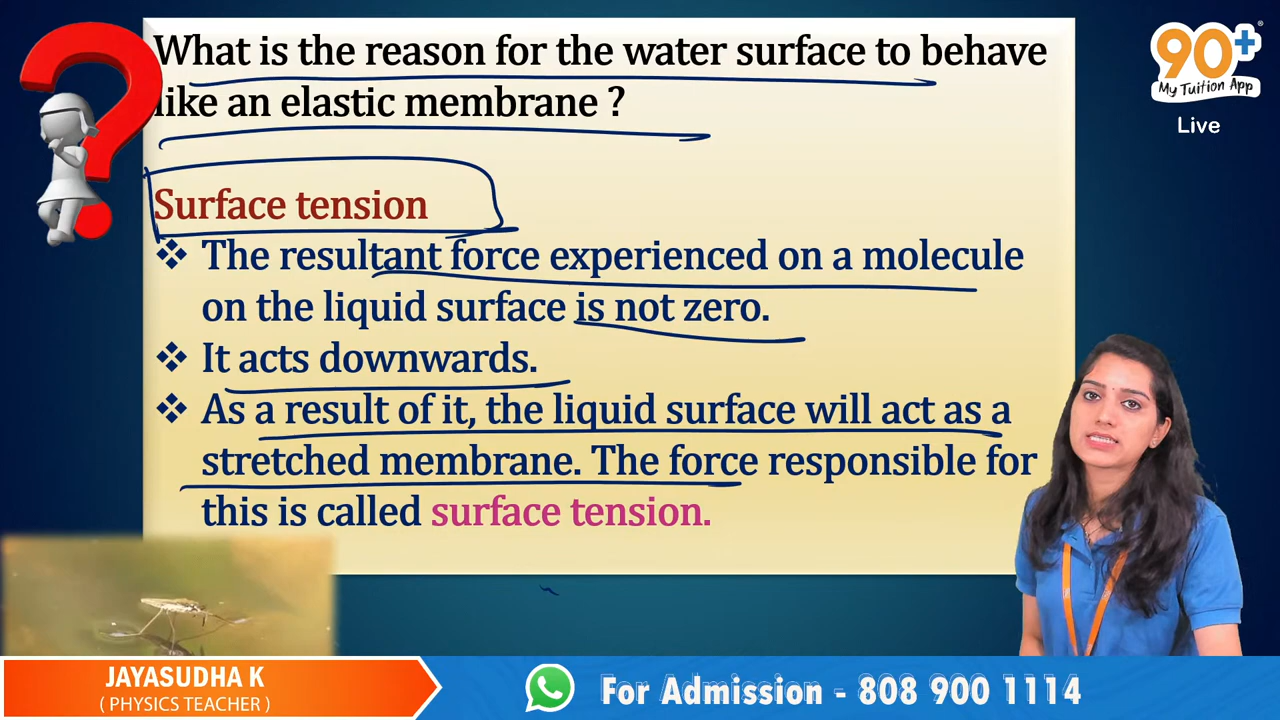 What is the reason for the water surface to behave
like an elastic membrane ?
90+
My Tuition App
Live
Surface tension
❖ The resultant force experienced on a molecule
on the liquid surface is not zero.
❖ It acts downwards.
❖ As a result of it, the liquid surface will act as a
stretched membrane. The force responsible for
this is called surface tension.
JAYASUDHA K
( PHYSICS TEACHER )
For Admission - 808 900 1114